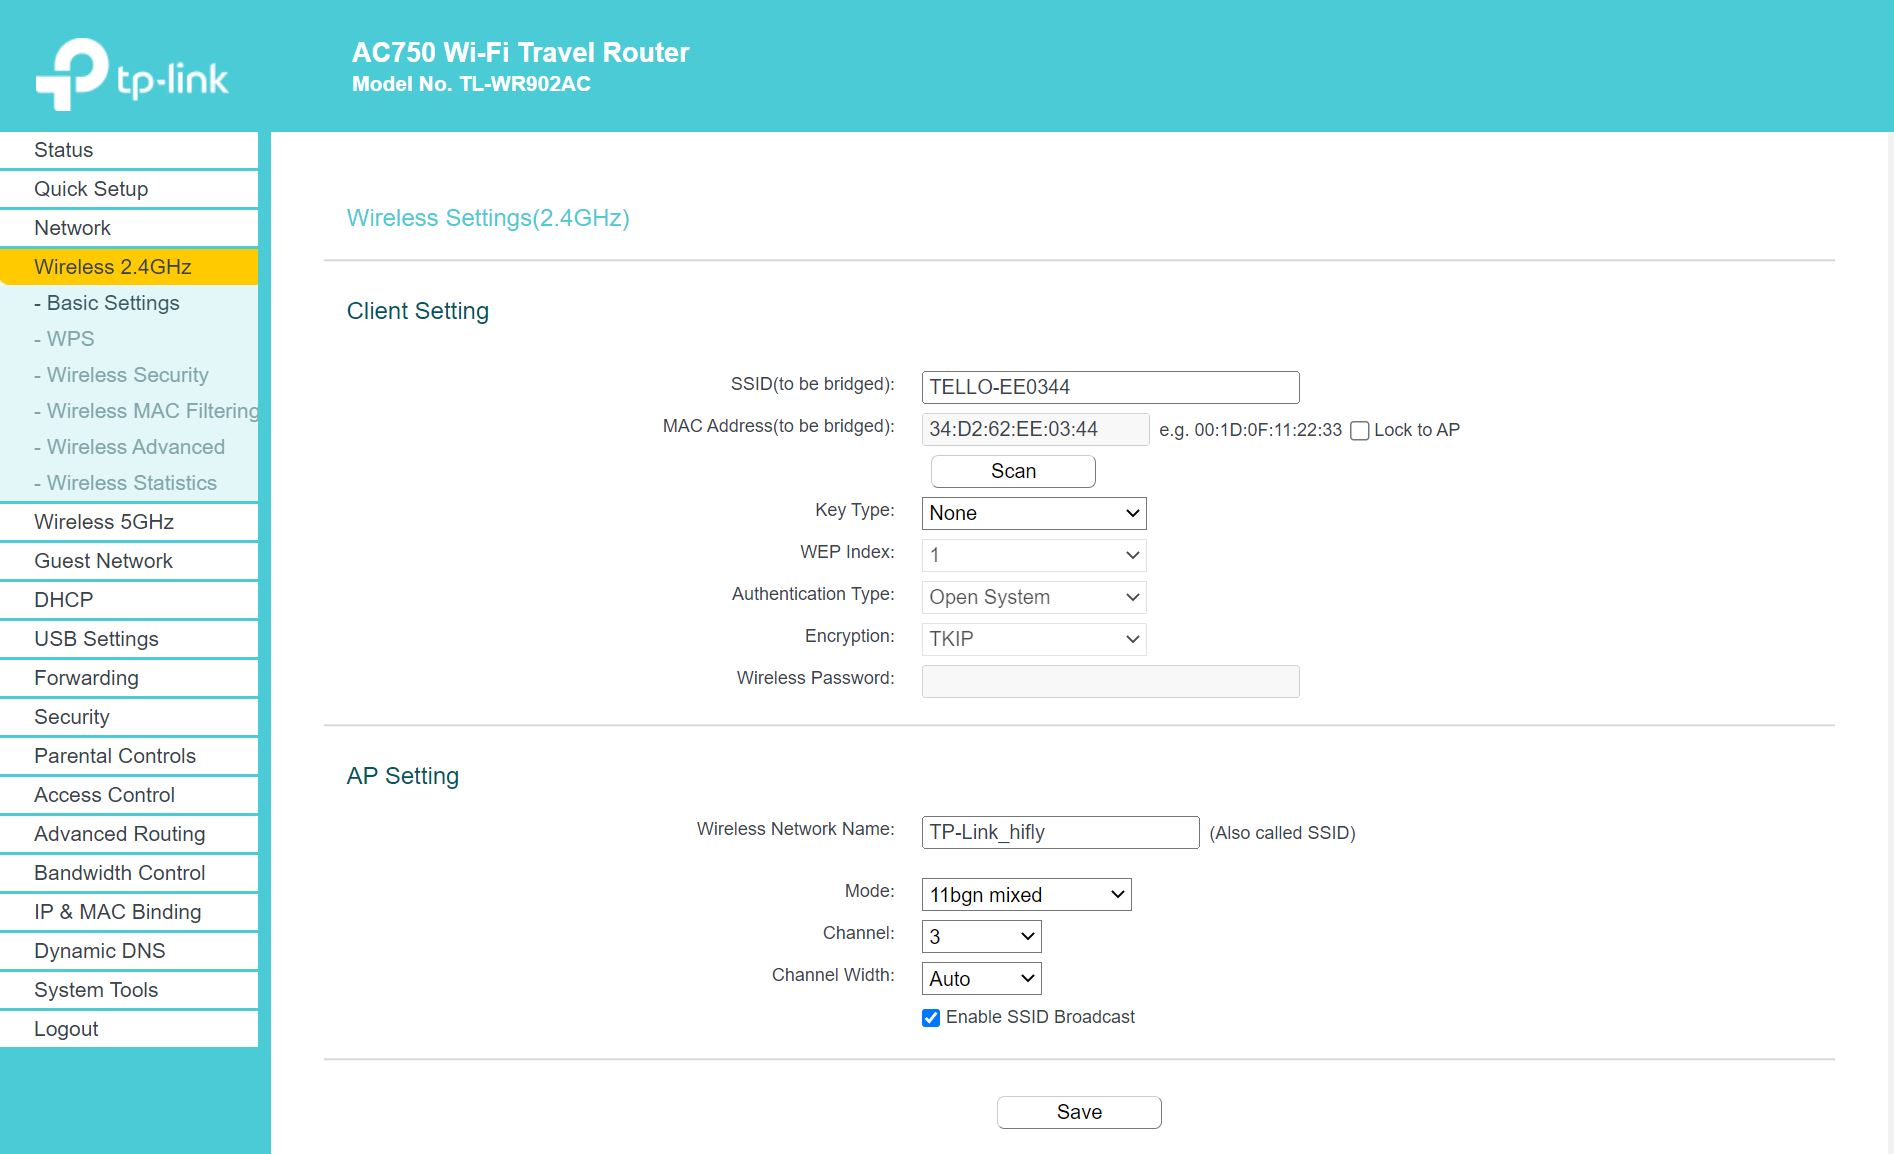 tp-link
AC750 Wi-Fi Travel Router
Model No. TL-WR902AC
Status
Quick Setup
Network
Wireless 2.4GHz
- Basic Settings
- WPS
- Wireless Security
- Wireless MAC Filtering
- Wireless Advanced
- Wireless Statistics
Wireless 5GHz
Guest Network
DHCP
USB Settings
Forwarding
Security
Parental Controls
Access Control
Advanced Routing
Bandwidth Control
IP & MAC Binding
Dynamic DNS
System Tools
Logout
Wireless Settings(2.4GHz)
Client Setting
SSID(to be bridged): TELLO-EE0344
MAC Address(to be bridged): 34:D2:62:EE:03:44 e.g. 00:1D:0F:11:22:33 Lock to AP
Scan
Key Type: None
WEP Index: 1
Authentication Type: Open System
Encryption: TKIP
Wireless Password:
AP Setting
Wireless Network Name: TP-Link_hifly (Also called SSID)
Mode: 11bgn mixed
Channel: 3
Channel Width: Auto
Enable SSID Broadcast
Save